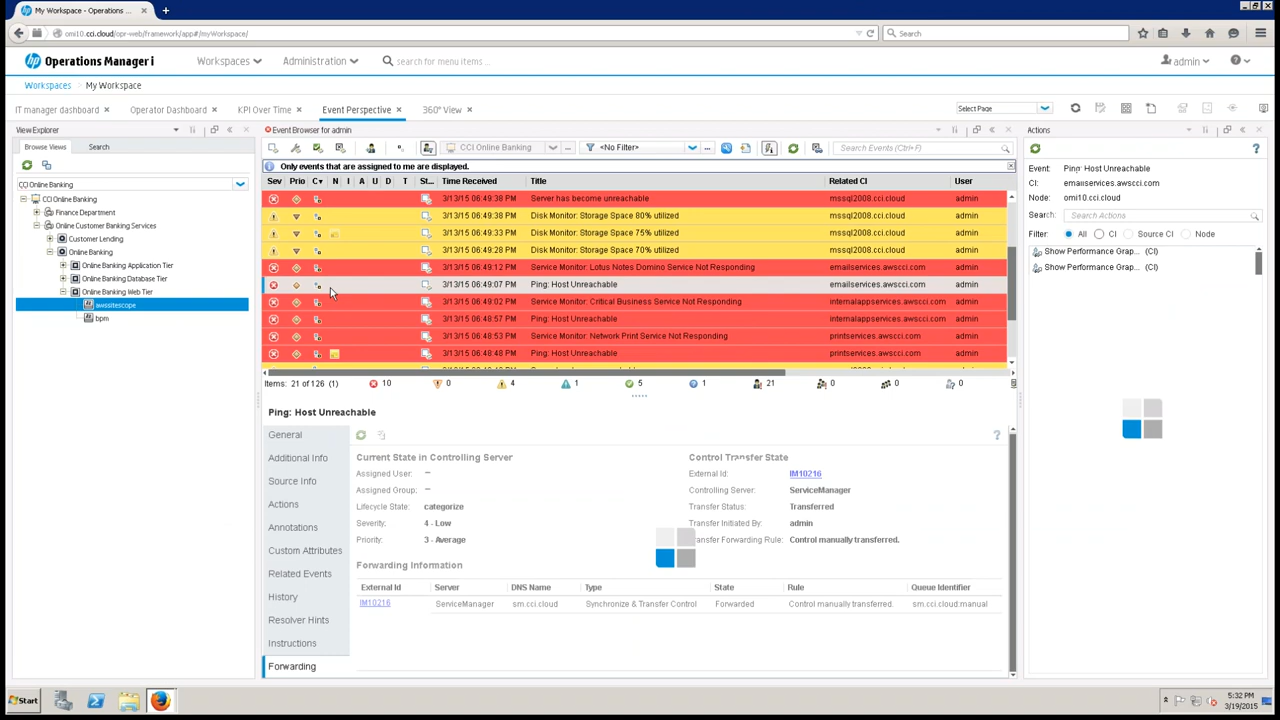 My Workspace - Operations ...
omi10.cci.cloud/opr-web/framework/app#/myWorkspace/
Search
hp Operations Manager i Workspaces Administration search for menu items... admin
Workspaces My Workspace
IT manager dashboard Operator Dashboard KPI Over Time Event Perspective 360° View Select Page
View Explorer
Browse Views Search
CCI Online Banking
CCI Online Banking
Finance Department
Online Customer Banking Services
Customer Lending
Online Banking
Online Banking Application Tier
Online Banking Database Tier
Online Banking Web Tier
awssitescope
bpm
Event Browser for admin
CCI Online Banking ... <No Filter> ... Search Events (Ctrl+F)
Only events that are assigned to me are displayed.
Sev Prio C N I A U D T St... Time Received Title Related CI User
3/13/15 06:49:38 PM Server has become unreachable mssql2008.cci.cloud admin
3/13/15 06:49:38 PM Disk Monitor: Storage Space 80% utilized mssql2008.cci.cloud admin
3/13/15 06:49:33 PM Disk Monitor: Storage Space 75% utilized mssql2008.cci.cloud admin
3/13/15 06:49:28 PM Disk Monitor: Storage Space 70% utilized mssql2008.cci.cloud admin
3/13/15 06:49:12 PM Service Monitor: Lotus Notes Domino Service Not Responding emailservices.awscci.com admin
3/13/15 06:49:07 PM Ping: Host Unreachable emailservices.awscci.com admin
3/13/15 06:49:02 PM Service Monitor: Critical Business Service Not Responding internalappservices.awscci.com admin
3/13/15 06:48:57 PM Ping: Host Unreachable internalappservices.awscci.com admin
3/13/15 06:48:53 PM Service Monitor: Network Print Service Not Responding printservices.awscci.com admin
3/13/15 06:48:48 PM Ping: Host Unreachable printservices.awscci.com admin
Items: 21 of 126 (1) 10 0 4 1 5 1 21 0 0 0
Ping: Host Unreachable
General
Additional Info
Source Info
Actions
Annotations
Custom Attributes
Related Events
History
Resolver Hints
Instructions
Forwarding
Current State in Controlling Server
Assigned User: –
Assigned Group: –
Lifecycle State: categorize
Severity: 4 - Low
Priority: 3 - Average
Control Transfer State
External Id: IM10216
Controlling Server: ServiceManager
Transfer Status: Transferred
Transfer Initiated By: admin
Transfer Forwarding Rule: Control manually transferred.
Forwarding Information
External Id Server DNS Name Type State Rule Queue Identifier
IM10216 ServiceManager sm.cci.cloud Synchronize & Transfer Control Forwarded Control manually transferred. sm.cci.cloud:manual
Actions
Event: Ping: Host Unreachable
CI: emailservices.awscci.com
Node: omi10.cci.cloud
Search: Search Actions
Filter: All CI Source CI Node
Show Performance Grap... (CI)
Show Performance Grap... (CI)
Start
5:32 PM
3/19/2015